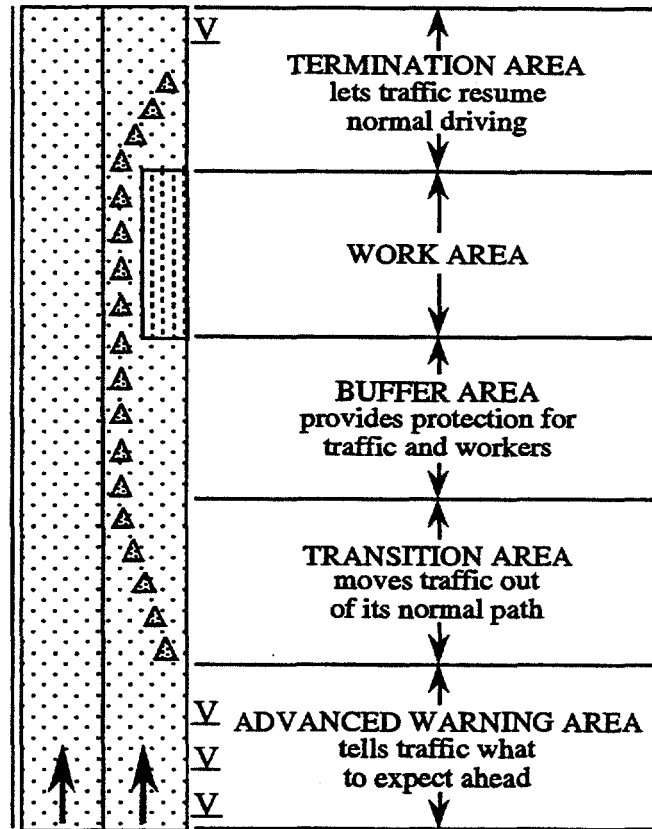 TERMINATION AREA
lets traffic resume
normal driving
WORK AREA
BUFFER AREA
provides protection for
traffic and workers
TRANSITION AREA
moves traffic out
of its normal path
ADVANCED WARNING AREA
tells traffic what
to expect ahead